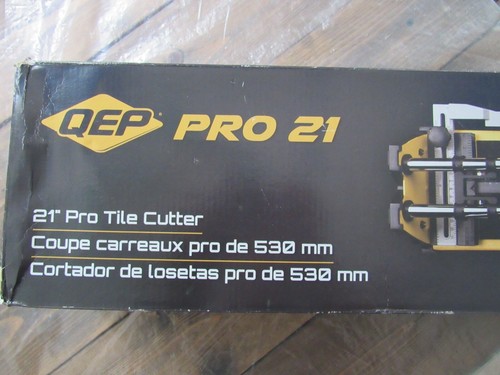 QEP PRO 21
21" Pro Tile Cutter
Coupe carreaux pro de 530 mm
Cortador de losetas pro de 530 mm